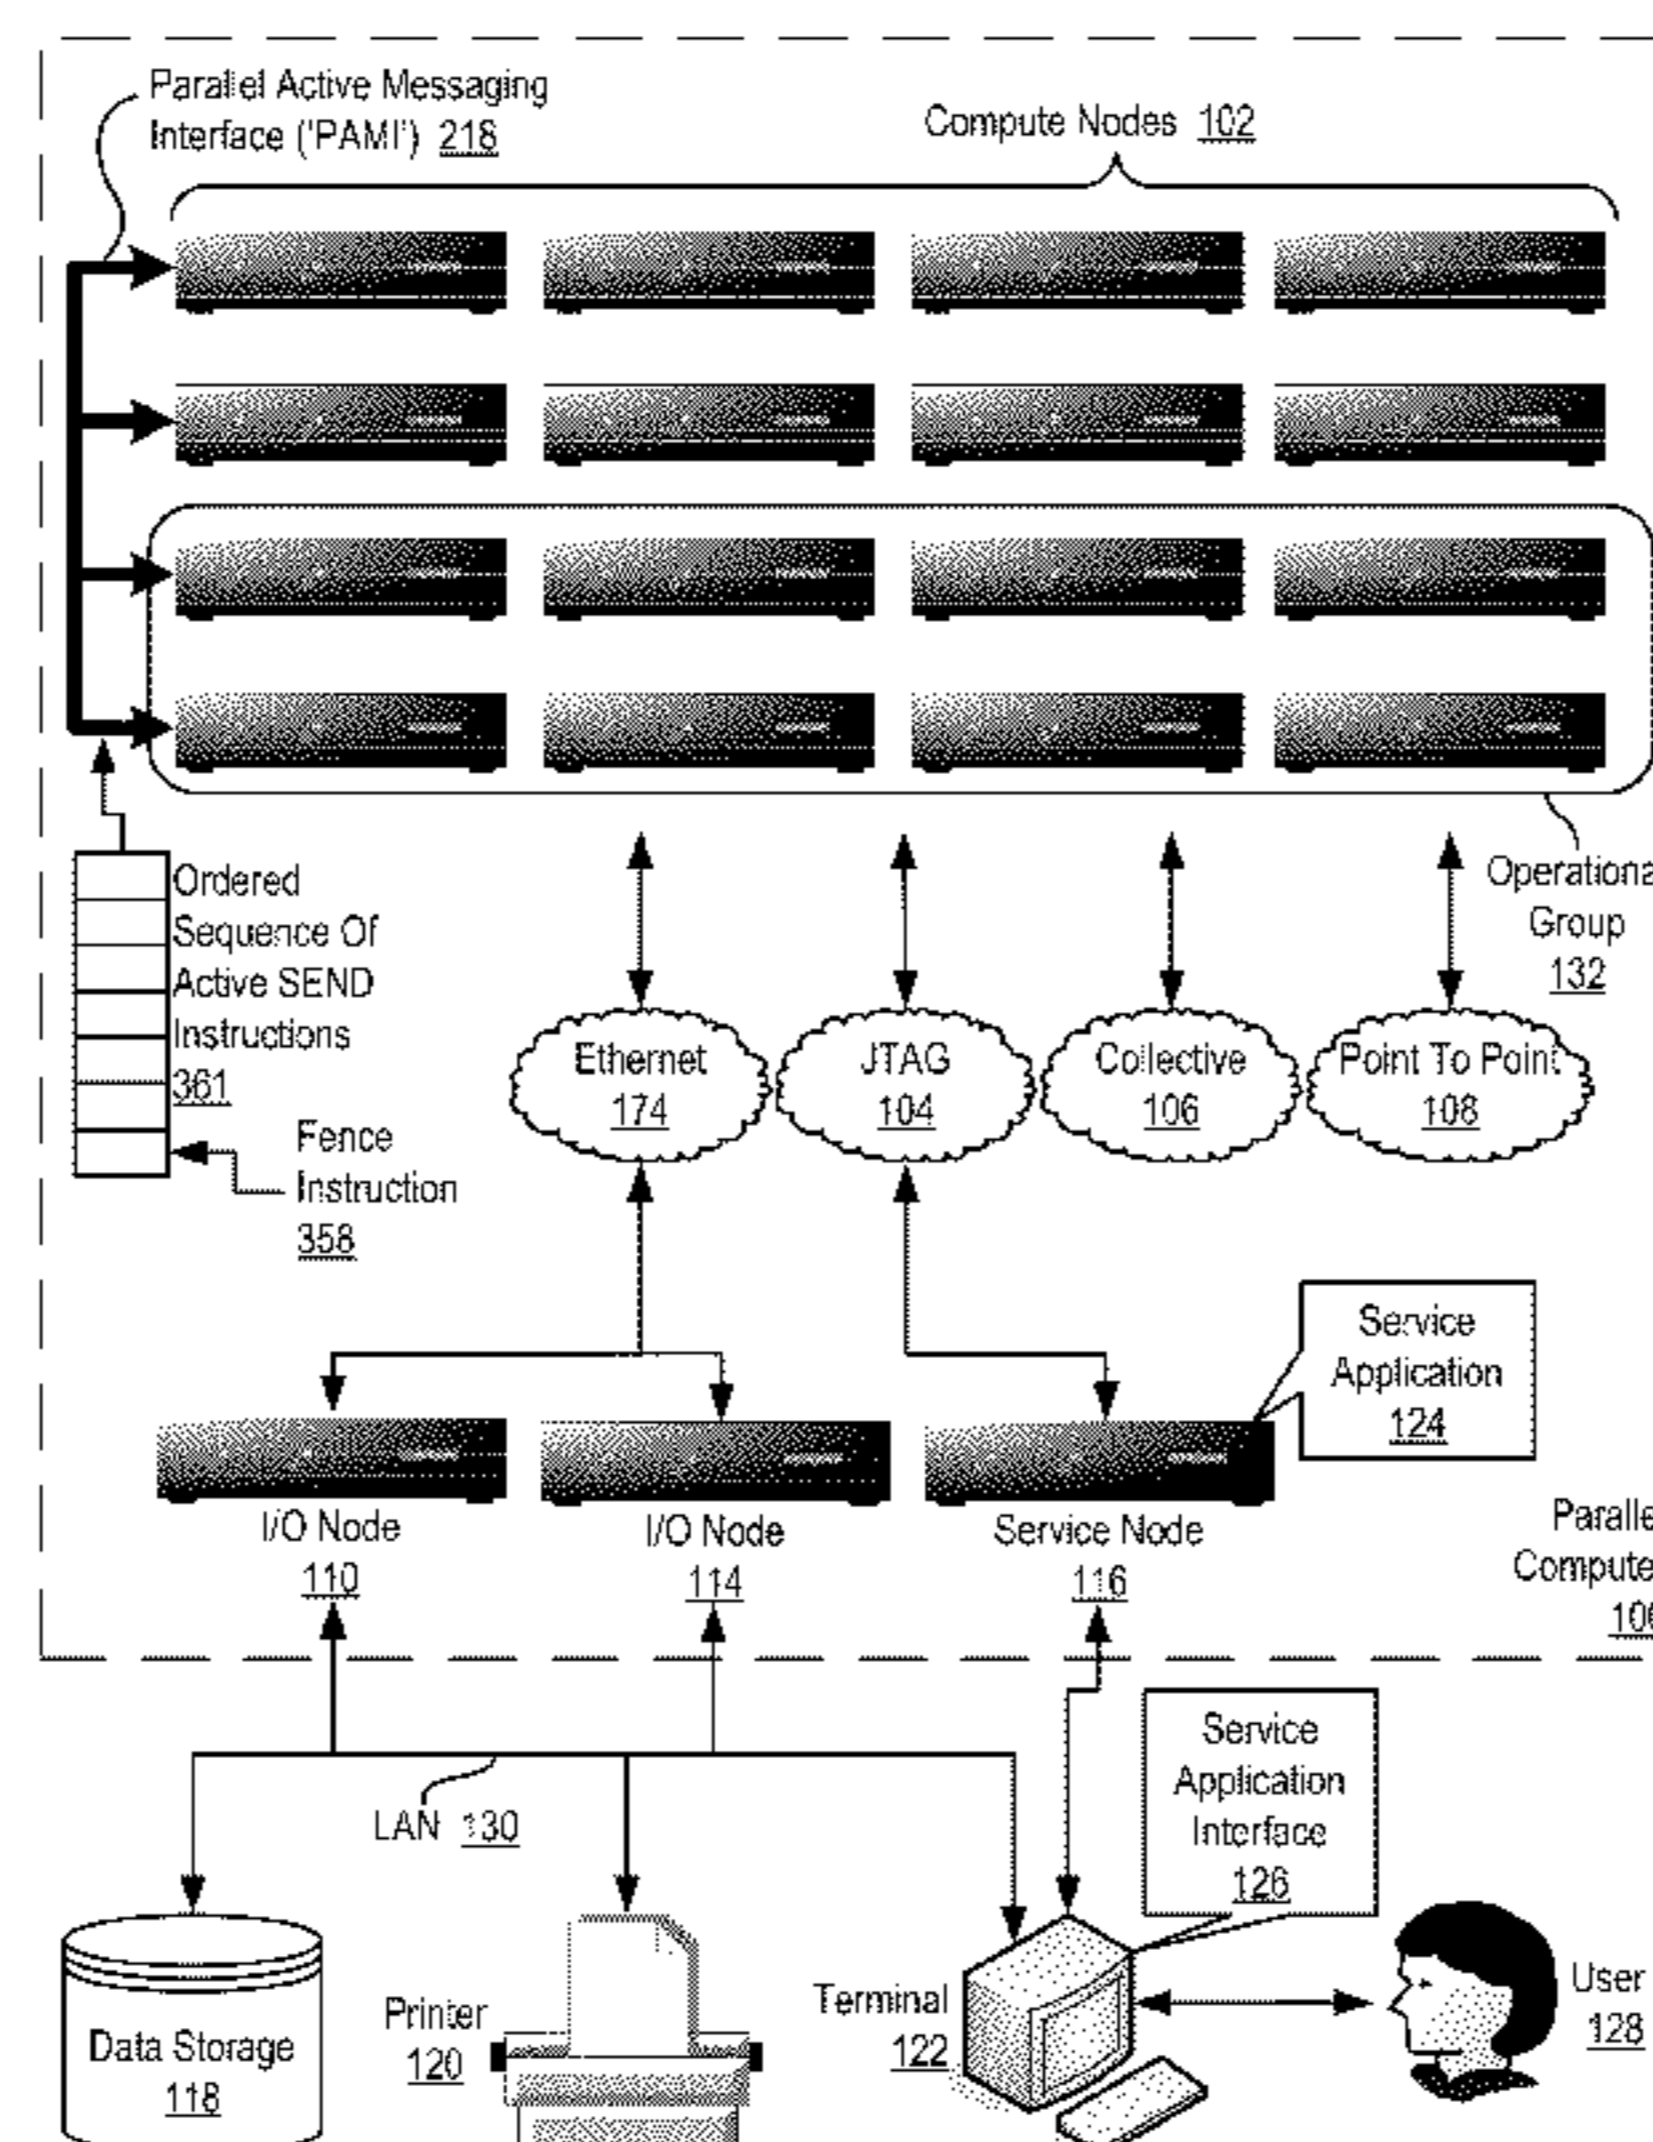 Parallel Active Messaging
Interface ('PAMI') 218
Compute Nodes 102
Ordered
Sequence Of
Active SEND
Instructions
361
Fence
Instruction
358
Operationa
Group
132
Ethernet
174
JTAG
104
Collective
106
Point To Point
108
Service
Application
124
I/O Node
110
I/O Node
114
Service Node
116
Paralle
Compute
10
LAN 130
Service
Application
Interface
126
Data Storage
118
Printer
120
Terminal
122
User
128